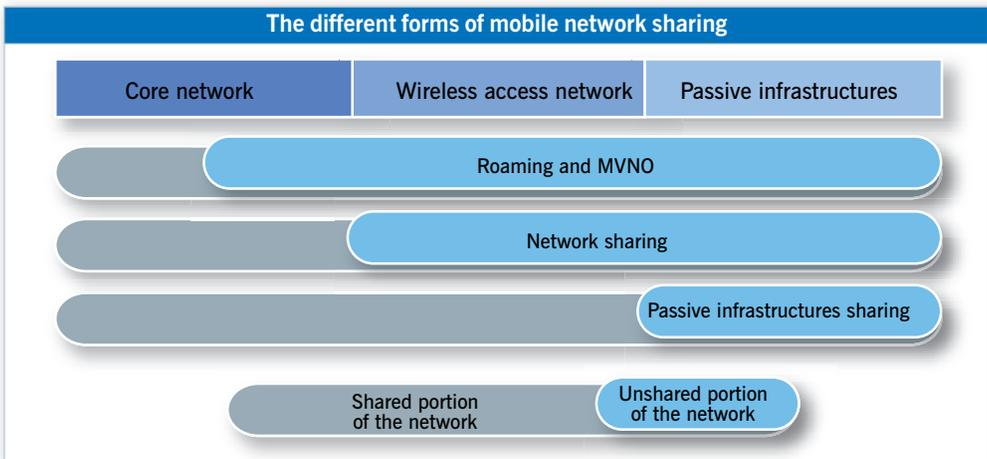 The different forms of mobile network sharing
Core network Wireless access network Passive infrastructures
Roaming and MVNO
Network sharing
Passive infrastructures sharing
Shared portion
of the network
Unshared portion
of the network